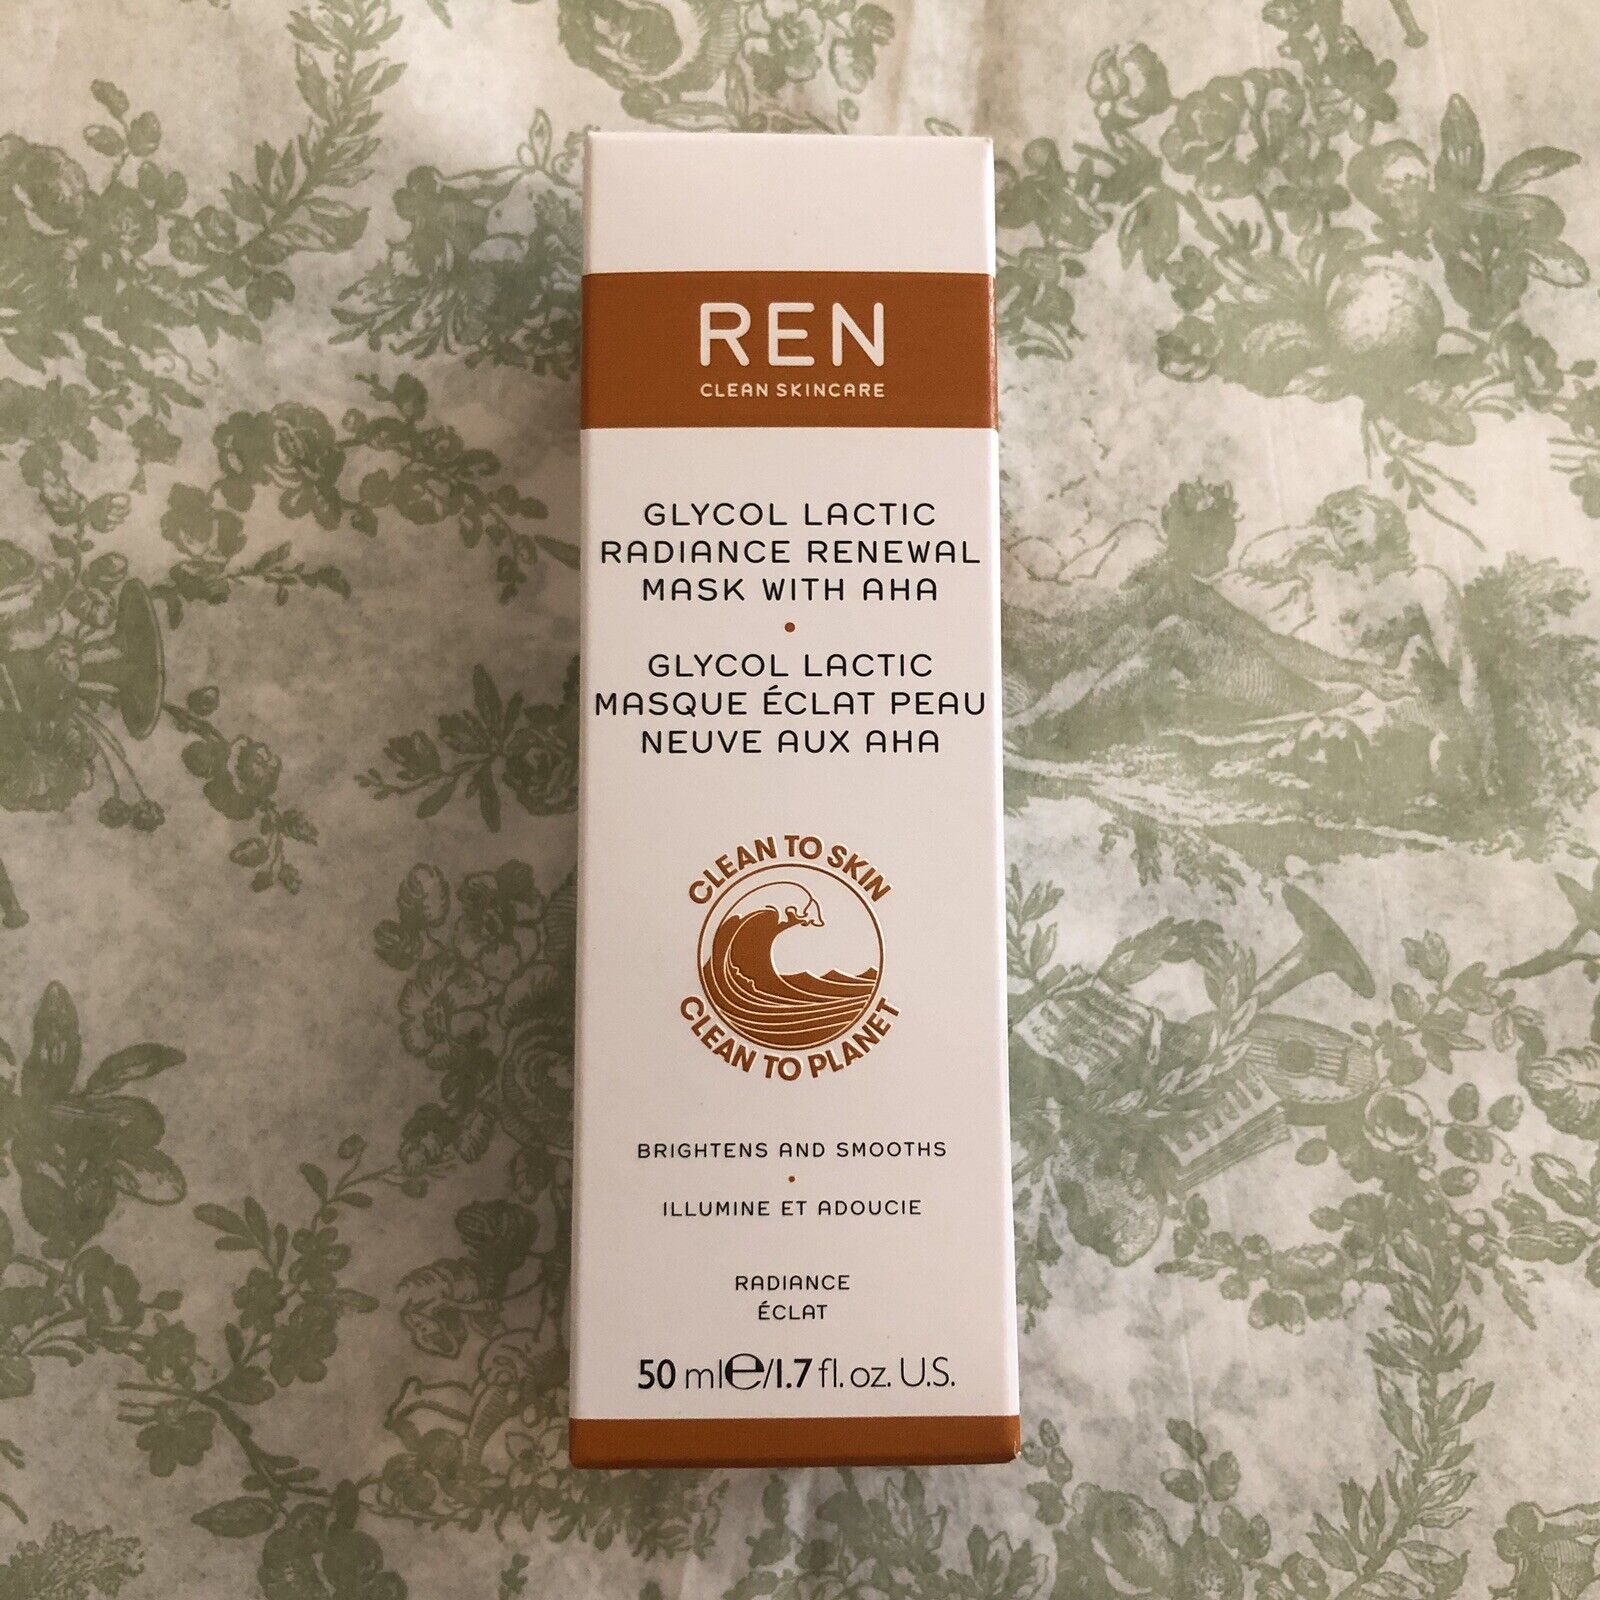 REN
CLEAN SKINCARE
GLYCOL LACTIC
RADIANCE RENEWAL
MASK WITH AHA
•
GLYCOL LACTIC
MASQUE ÉCLAT PEAU
NEUVE AUX AHA
CLEAN TO SKIN
CLEAN TO PLANET
BRIGHTENS AND SMOOTHS
•
ILLUMINE ET ADOUCIE
RADIANCE
ÉCLAT
50 ml℮/1.7 fl. oz. U.S.